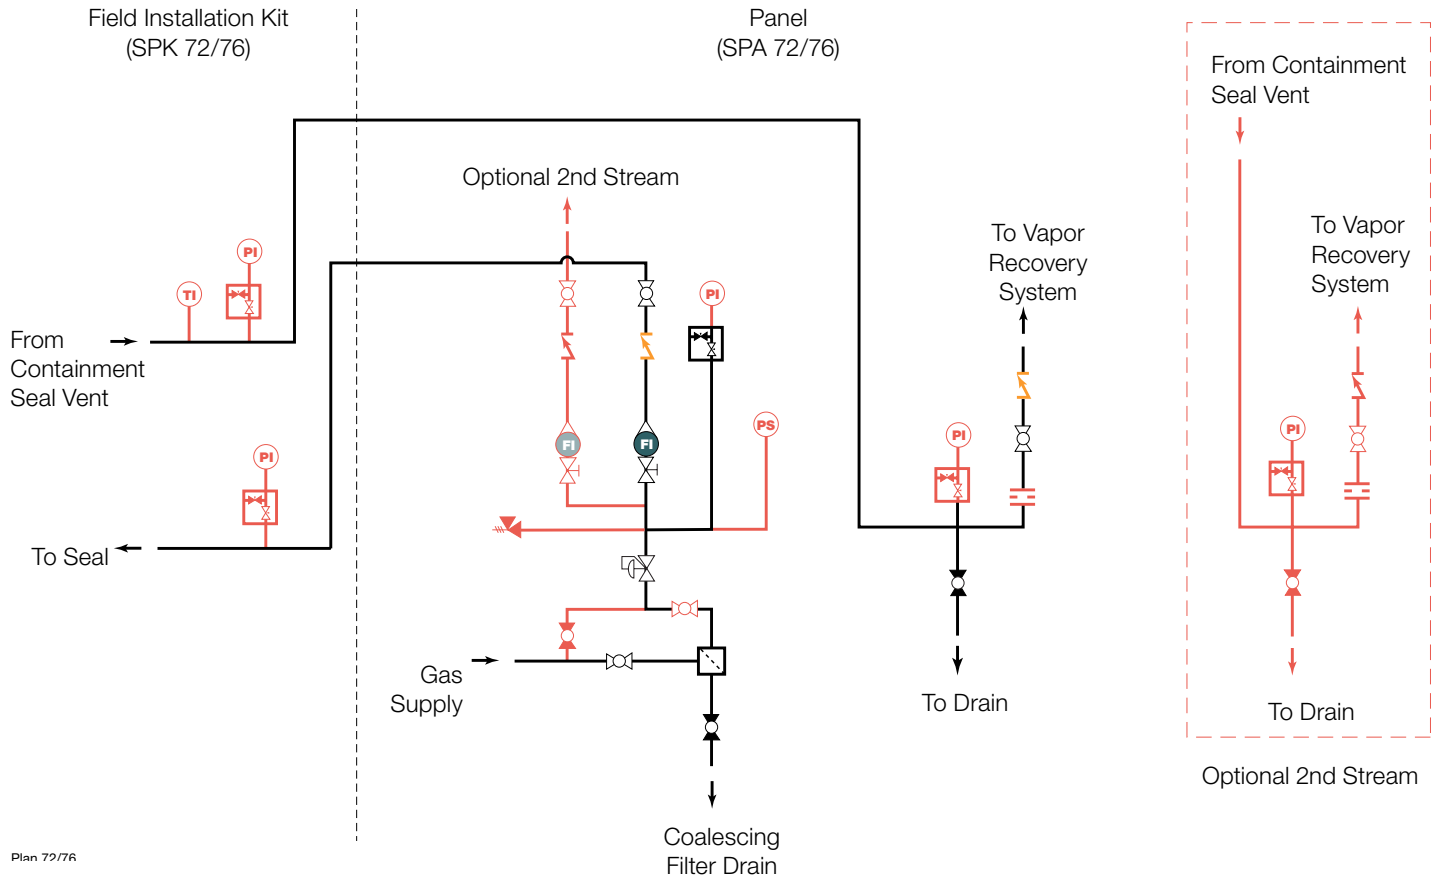 Field Installation Kit
(SPK 72/76)
Panel
(SPA 72/76)
From Containment
Seal Vent
Optional 2nd Stream
To Vapor
Recovery
System
To Vapor
Recovery
System
PI
TI
PI
From
Containment
Seal Vent
PS
FI
FI
PI
PI
PI
To Seal
Gas
Supply
To Drain
To Drain
Optional 2nd Stream
Coalescing
Filter Drain
Plan 72/76